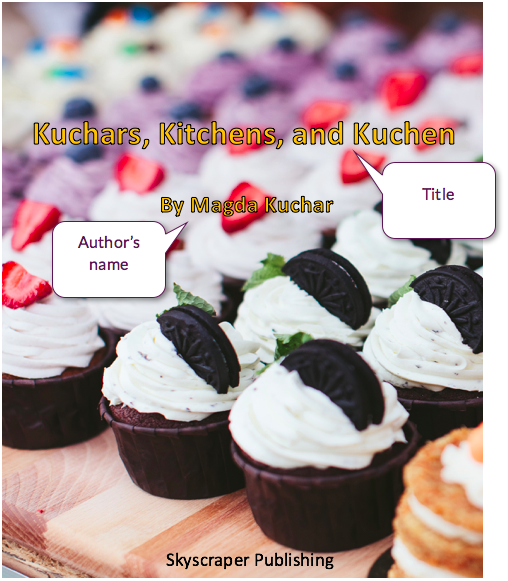 Kuchars, Kitchens, and Kuchen
Title
By Magda Kuchar
Author's
name
Skyscraper Publishing